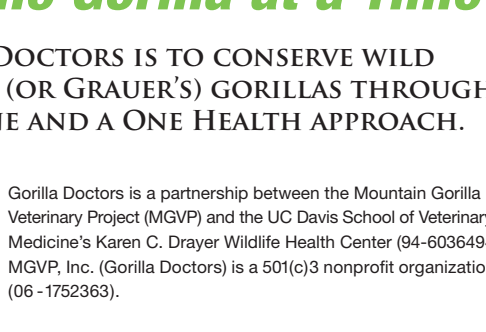 Gorilla at a Time
Doctors is to conserve wild
(or Grauer's) gorillas through
and a One Health approach.
Gorilla Doctors is a partnership between the Mountain Gorilla
Veterinary Project (MGVP) and the UC Davis School of Veterinary
Medicine's Karen C. Drayer Wildlife Health Center (94-603649
MGVP, Inc. (Gorilla Doctors) is a 501(c)3 nonprofit organizatio
(06 -1752363).